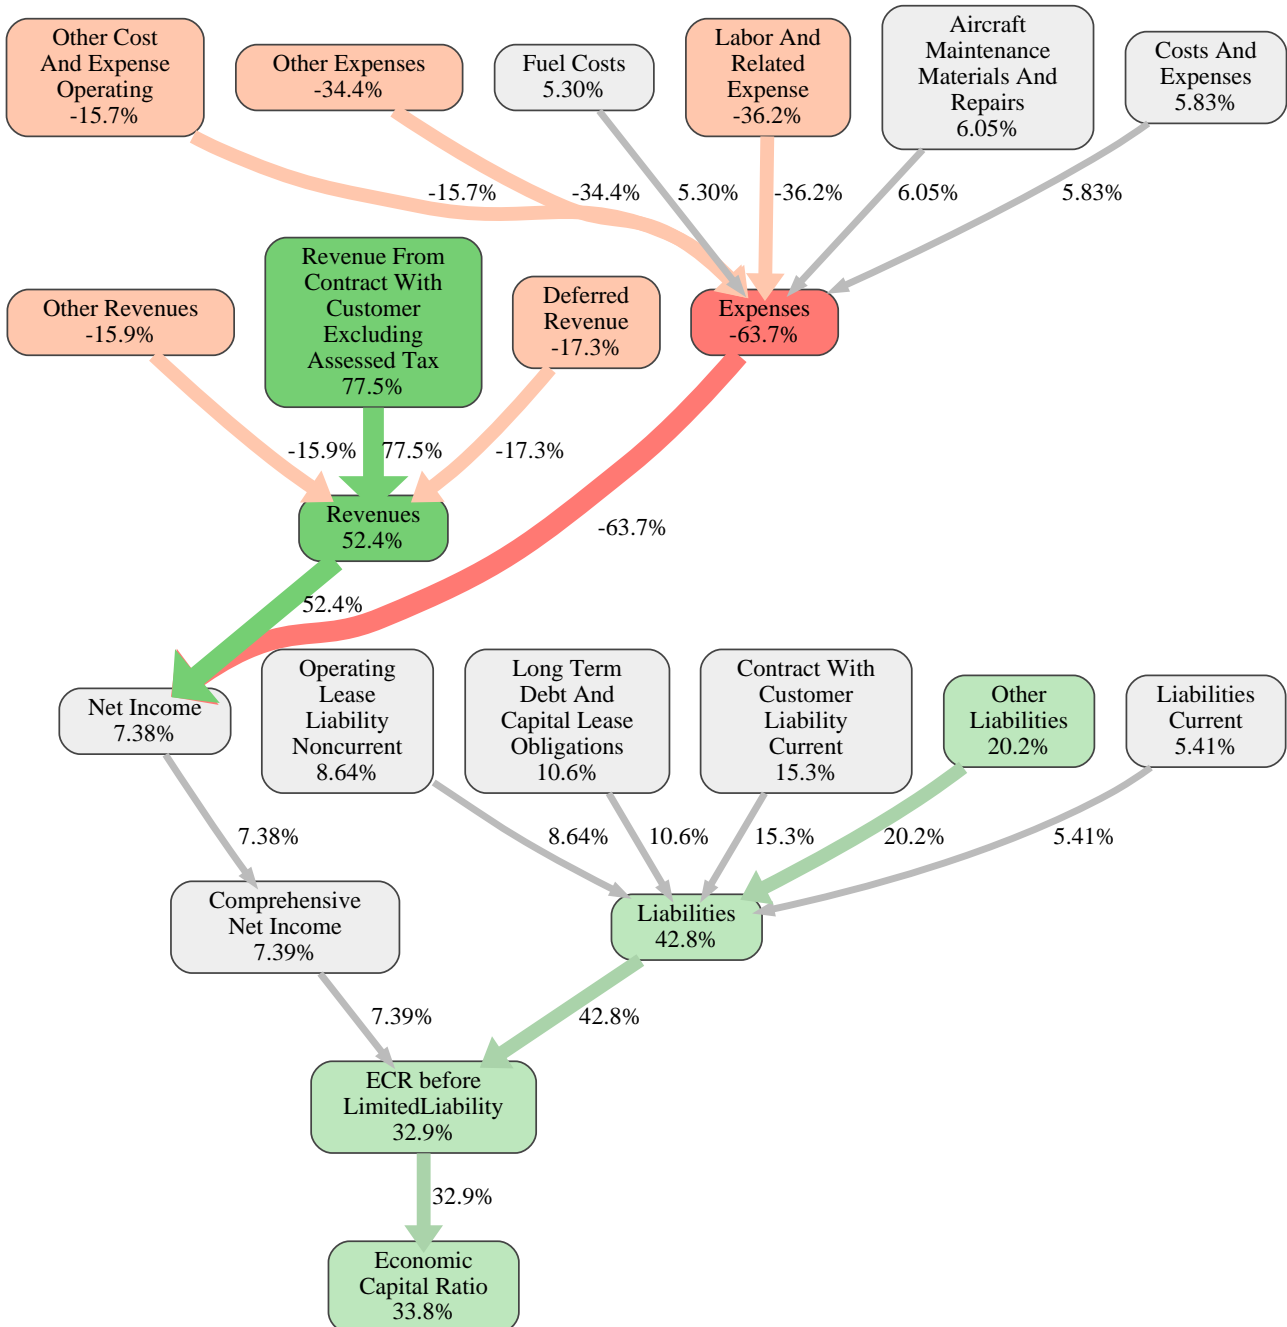 Other Cost
And Expense
Operating
-15.7%
Other Expenses
-34.4%
Fuel Costs
5.30%
Labor And
Related
Expense
-36.2%
Aircraft
Maintenance
Materials And
Repairs
6.05%
Costs And
Expenses
5.83%
-15.7%
-34.4%
5.30%
-36.2%
6.05%
5.83%
Other Revenues
-15.9%
Revenue From
Contract With
Customer
Excluding
Assessed Tax
77.5%
Deferred
Revenue
-17.3%
Expenses
-63.7%
-15.9%
77.5%
-17.3%
Revenues
52.4%
-63.7%
52.4%
Net Income
7.38%
Operating
Lease
Liability
Noncurrent
8.64%
Long Term
Debt And
Capital Lease
Obligations
10.6%
Contract With
Customer
Liability
Current
15.3%
Other
Liabilities
20.2%
Liabilities
Current
5.41%
7.38%
8.64%
10.6%
15.3%
20.2%
5.41%
Comprehensive
Net Income
7.39%
Liabilities
42.8%
7.39%
42.8%
ECR before
LimitedLiability
32.9%
32.9%
Economic
Capital Ratio
33.8%